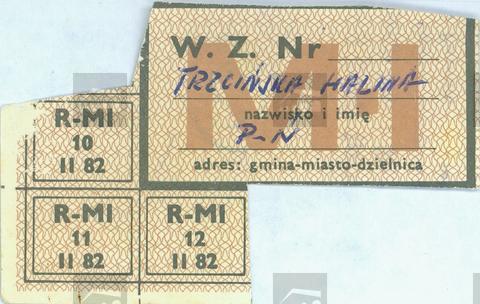 W. Z. Nr
TRZCIŃSKA HALINA
M-I
nazwisko i imię
P-N
adres: gmina-miasto-dzielnica
R-MI
10
II 82
R-MI
11
II 82
R-MI
12
II 82